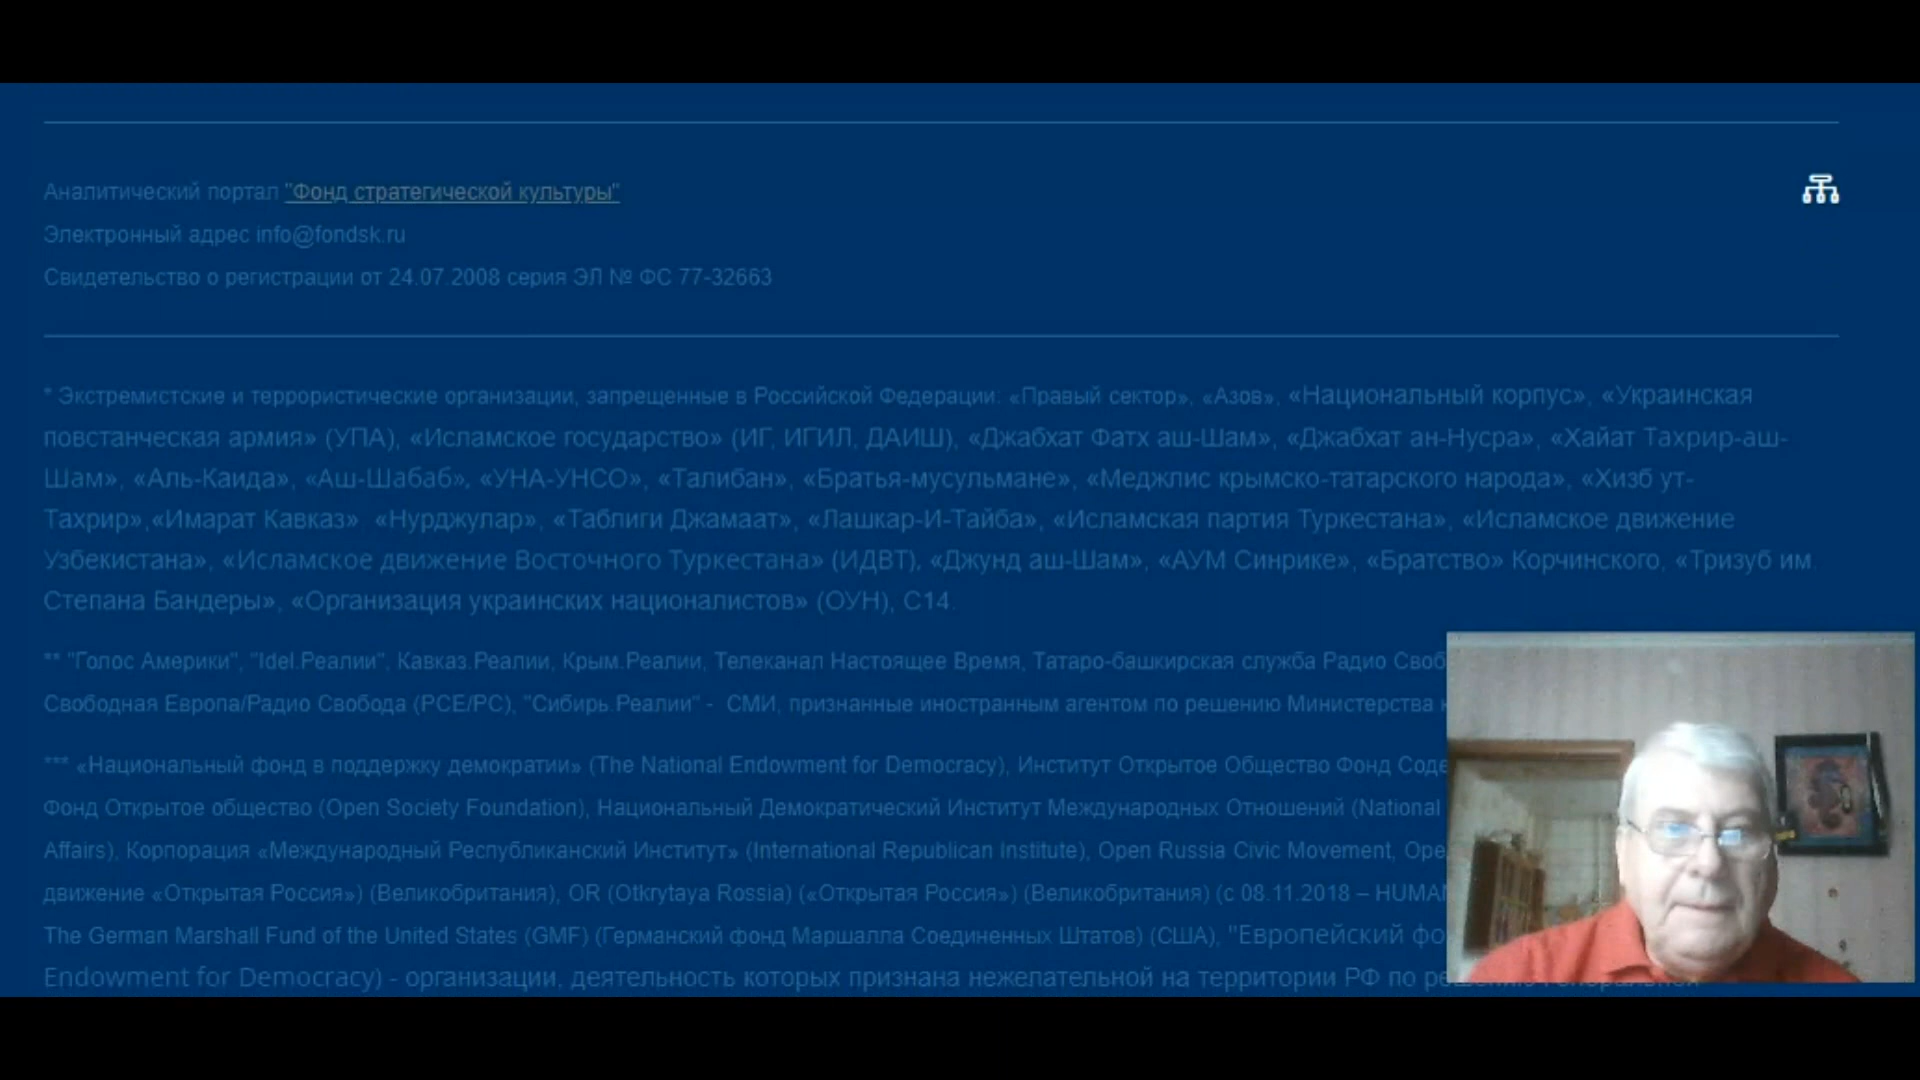 Аналитический портал "Фонд стратегической культуры"
Электронный адрес info@fondsk.ru
Свидетельство о регистрации от 24.07.2008 серия ЭЛ № ФС 77-32663
* Экстремистские и террористические организации, запрещенные в Российской Федерации: «Правый сектор», «Азов», «Национальный корпус», «Украинская
повстанческая армия» (УПА), «Исламское государство» (ИГ, ИГИЛ, ДАИШ), «Джабхат Фатх аш-Шам», «Джабхат ан-Нусра», «Хайат Тахрир-аш-
Шам», «Аль-Каида», «Аш-Шабаб», «УНА-УНСО», «Талибан», «Братья-мусульмане», «Меджлис крымско-татарского народа», «Хизб ут-
Тахрир»,«Имарат Кавказ», «Нурджулар», «Таблиги Джамаат», «Лашкар-И-Тайба», «Исламская партия Туркестана», «Исламское движение
Узбекистана», «Исламское движение Восточного Туркестана» (ИДВТ), «Джунд аш-Шам», «АУМ Синрике», «Братство» Корчинского, «Тризуб им.
Степана Бандеры», «Организация украинских националистов» (ОУН), С14.
** "Голос Америки", "Idel.Реалии", Кавказ.Реалии, Крым.Реалии, Телеканал Настоящее Время, Татаро-башкирская служба Радио Своб
Свободная Европа/Радио Свобода (PCE/PC), "Сибирь.Реалии" - СМИ, признанные иностранным агентом по решению Министерства
*** «Национальный фонд в поддержку демократии» (The National Endowment for Democracy), Институт Открытое Общество Фонд Соде
Фонд Открытое общество (Open Society Foundation), Национальный Демократический Институт Международных Отношений (National
Affairs), Корпорация «Международный Республиканский Институт» (International Republican Institute), Open Russia Civic Movement, Ope
движение «Открытая Россия») (Великобритания), OR (Otkrytaya Rossia) («Открытая Россия») (Великобритания) (с 08.11.2018 – HUMA
The German Marshall Fund of the United States (GMF) (Германский фонд Маршалла Соединенных Штатов) (США), "Европейский фо
Endowment for Democracy) - организации, деятельность которых признана нежелательной на территории РФ по